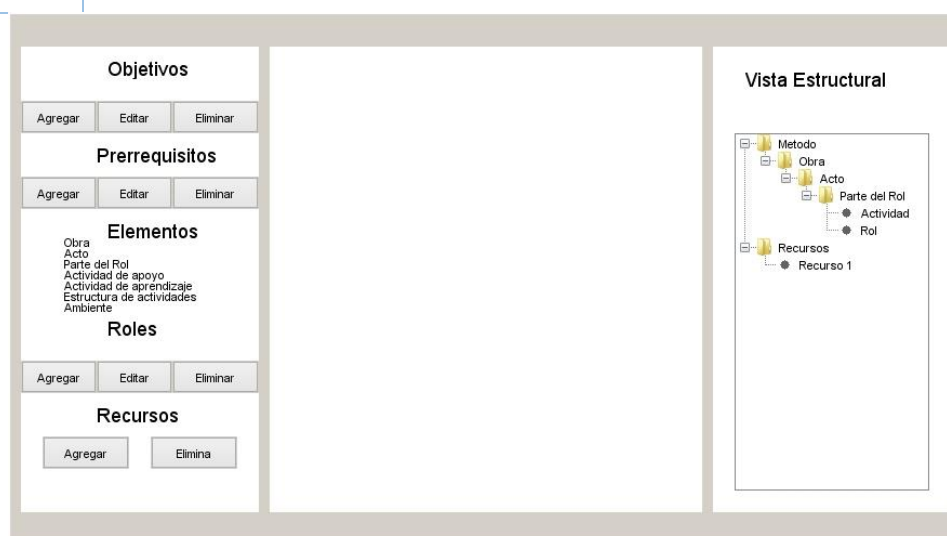 Objetivos
Agregar Editar Eliminar
Prerrequisitos
Agregar Editar Eliminar
Elementos
Obra
Acto
Parte del Rol
Actividad de apoyo
Actividad de aprendizaje
Estructura de actividades
Ambiente
Roles
Agregar Editar Eliminar
Recursos
Agregar Elimina
Vista Estructural
Metodo
Obra
Acto
Parte del Rol
Actividad
Rol
Recursos
Recurso 1